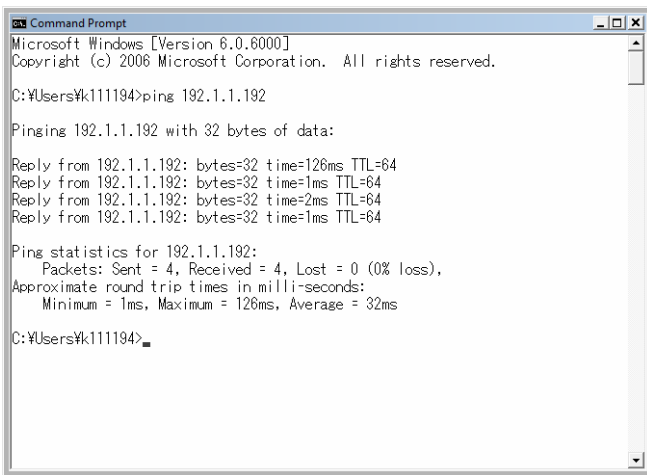 Command Prompt
Microsoft Windows [Version 6.0.6000]
Copyright (c) 2006 Microsoft Corporation.  All rights reserved.
C:¥Users¥k111194>ping 192.1.1.192
Pinging 192.1.1.192 with 32 bytes of data:
Reply from 192.1.1.192: bytes=32 time=126ms TTL=64
Reply from 192.1.1.192: bytes=32 time=1ms TTL=64
Reply from 192.1.1.192: bytes=32 time=2ms TTL=64
Reply from 192.1.1.192: bytes=32 time=1ms TTL=64
Ping statistics for 192.1.1.192:
    Packets: Sent = 4, Received = 4, Lost = 0 (0% loss),
Approximate round trip times in milli-seconds:
    Minimum = 1ms, Maximum = 126ms, Average = 32ms
C:¥Users¥k111194>